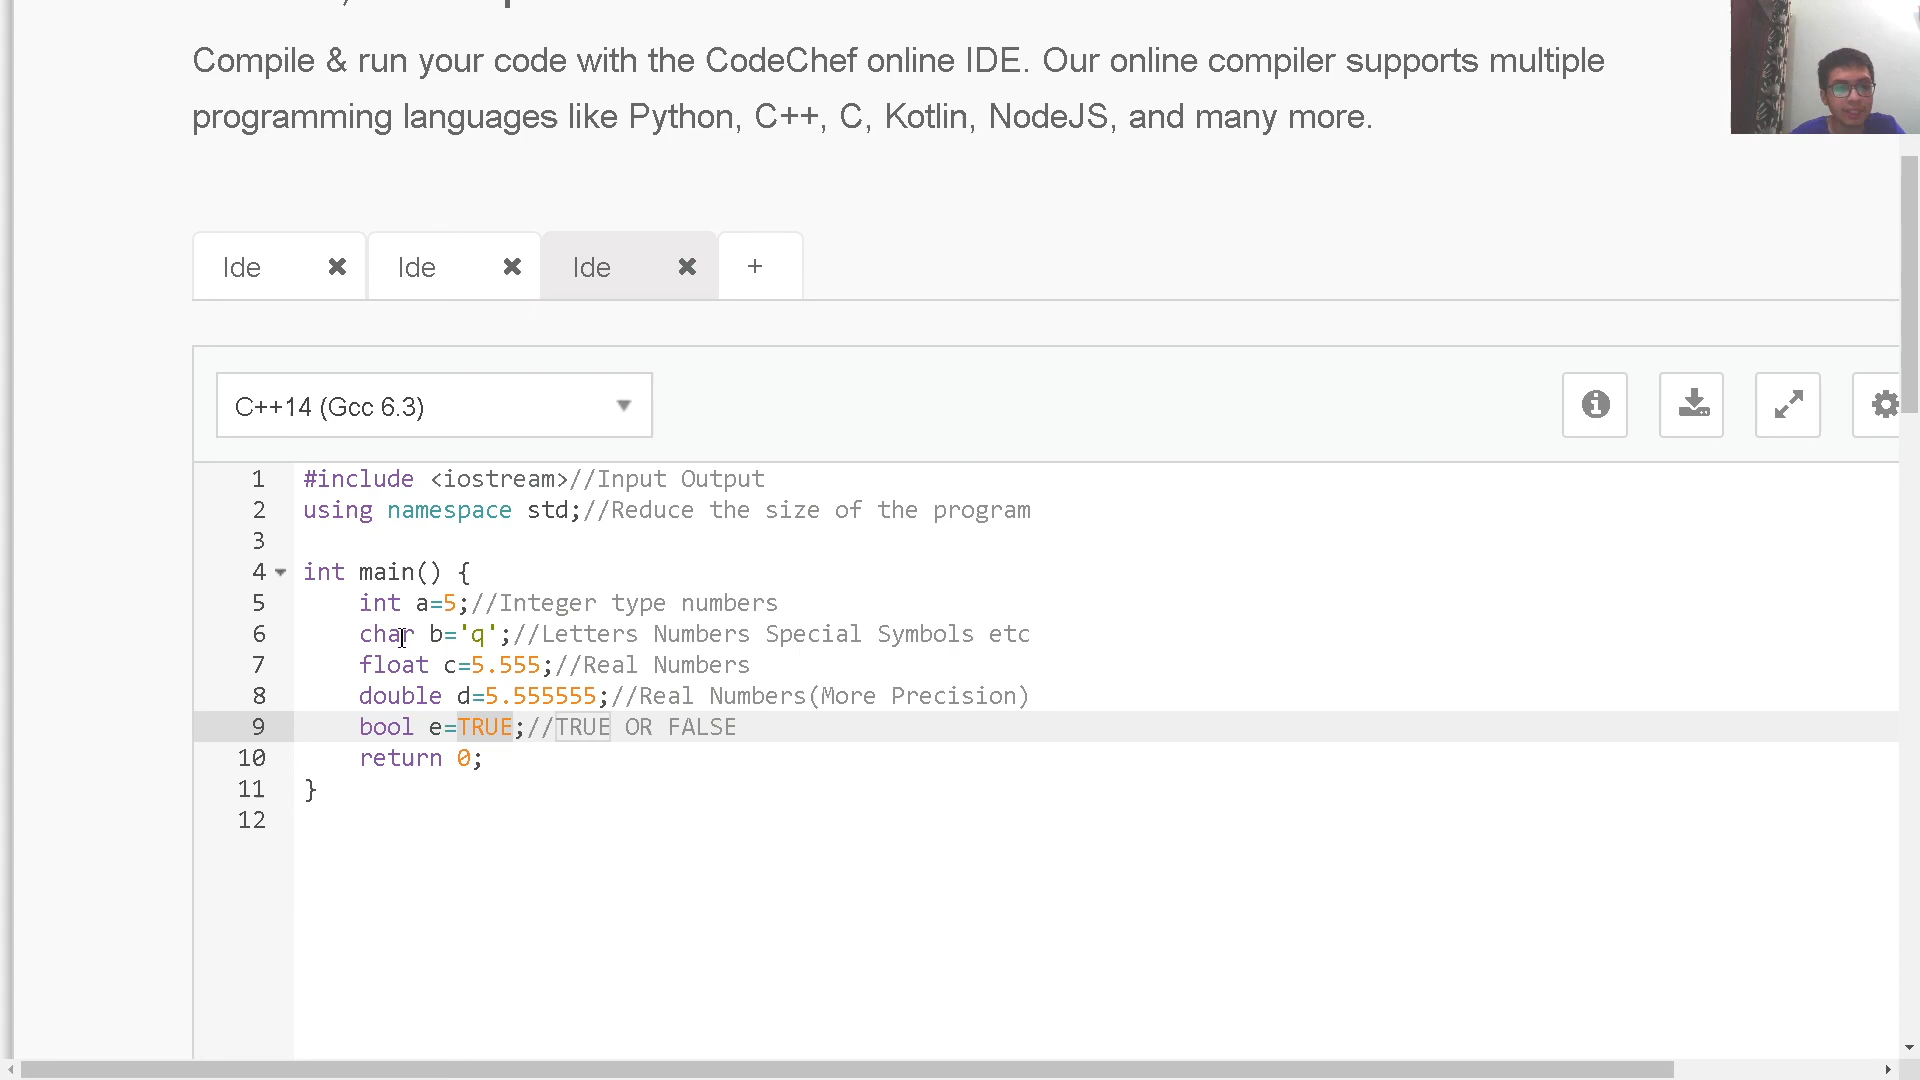 Compile & run your code with the CodeChef online IDE. Our online compiler supports multiple
programming languages like Python, C++, C, Kotlin, NodeJS, and many more.
Ide ✖ Ide ✖ Ide ✖ +
C++14 (Gcc 6.3)
1 #include <iostream>//Input Output
2 using namespace std;//Reduce the size of the program
3
4 int main() {
5 int a=5;//Integer type numbers
6 char b='q';//Letters Numbers Special Symbols etc
7 float c=5.555;//Real Numbers
8 double d=5.555555;//Real Numbers(More Precision)
9 bool e=TRUE;//TRUE OR FALSE
10 return 0;
11 }
12